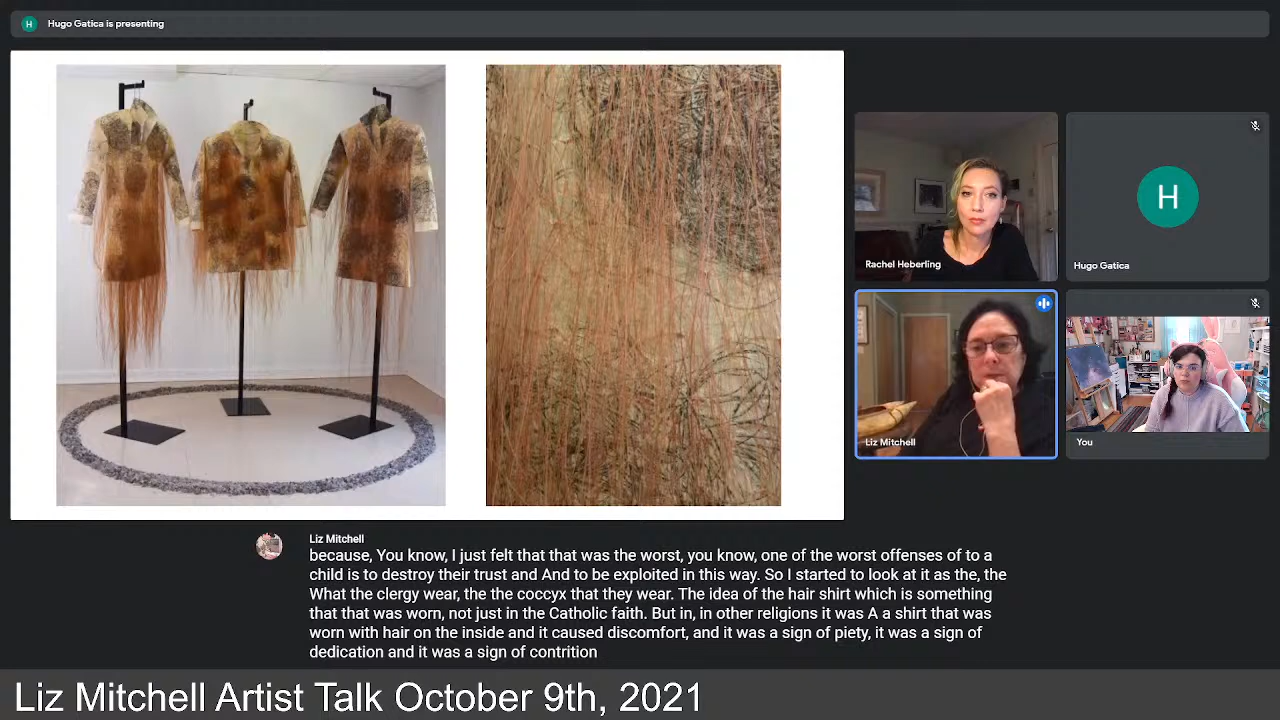 H
Hugo Gatica is presenting
Rachel Heberling
H
Hugo Gatica
Liz Mitchell
You
Liz Mitchell
because, You know, I just felt that that was the worst, you know, one of the worst offenses of to a
child is to destroy their trust and And to be exploited in this way. So I started to look at it as the, the
What the clergy wear, the the coccyx that they wear. The idea of the hair shirt which is something
that that was worn, not just in the Catholic faith. But in, in other religions it was A a shirt that was
worn with hair on the inside and it caused discomfort, and it was a sign of piety, it was a sign of
dedication and it was a sign of contrition
Liz Mitchell Artist Talk October 9th, 2021